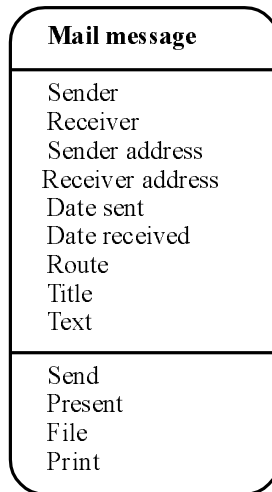 Mail message
Sender
Receiver
Sender address
Receiver address
Date sent
Date received
Route
Title
Text
Send
Present
File
Print